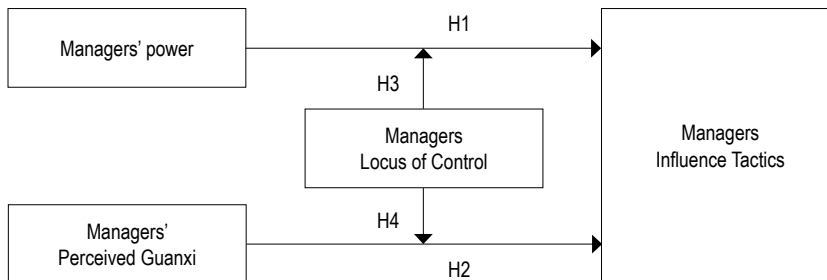 H1
Managers' power
H3
Managers
Locus of Control
Managers
Influence Tactics
H4
Managers'
Perceived Guanxi
H2